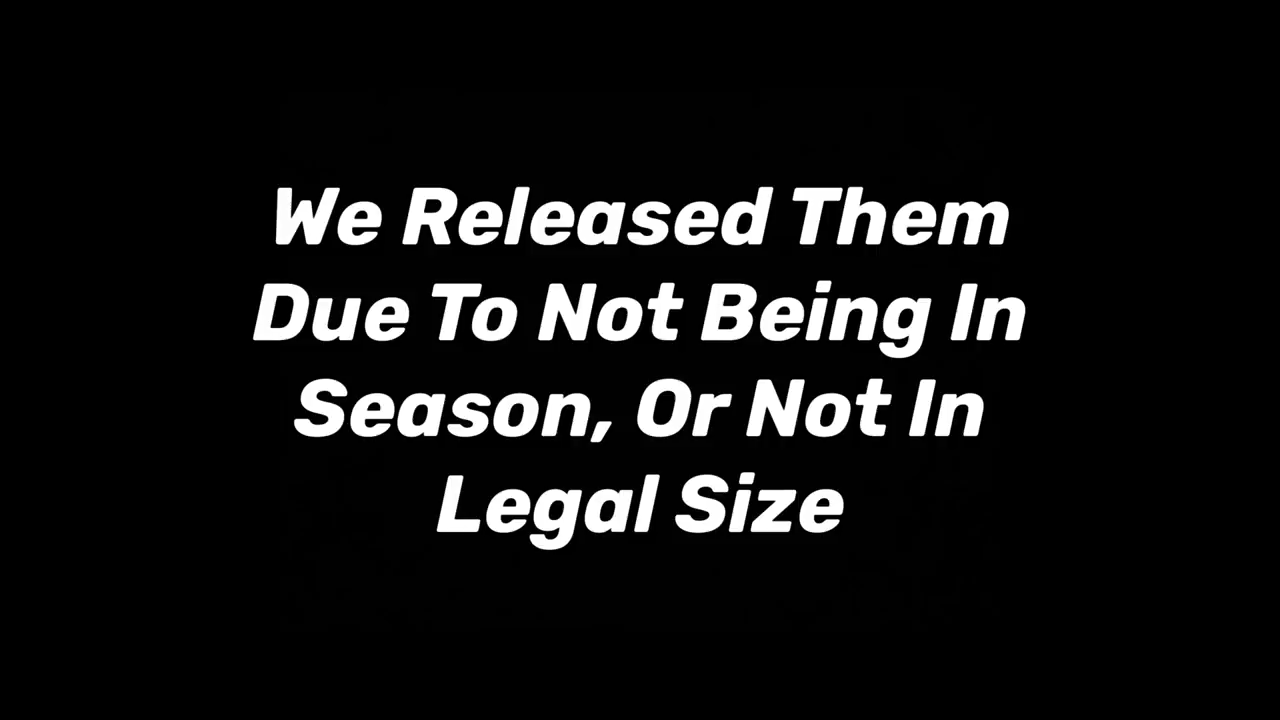 We Released Them
Due To Not Being In
Season, Or Not In
Legal Size